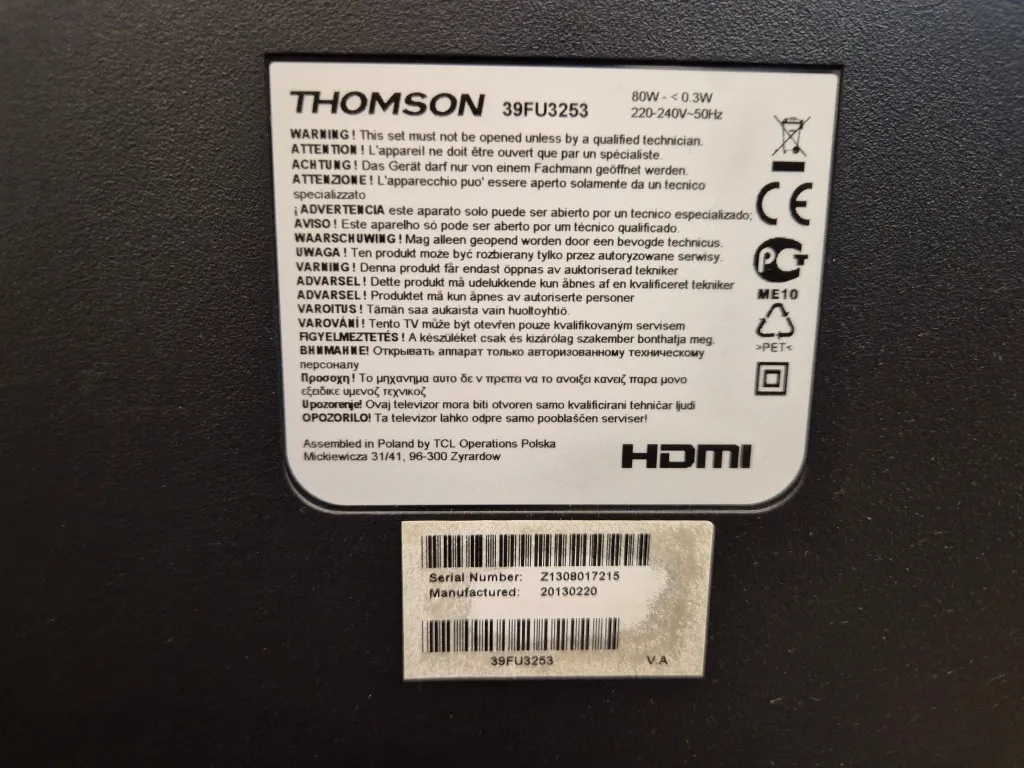 THOMSON 39FU3253
80W - < 0.3W
220-240V~50Hz
WARNING! This set must not be opened unless by a qualified technician.
ATTENTION! L'appareil ne doit être ouvert que par un spécialiste.
ACHTUNG! Das Gerät darf nur von einem Fachmann geöffnet werden.
ATTENZIONE! L'apparecchio puo' essere aperto solamente da un tecnico
specializzato
¡ADVERTENCIA este aparato solo puede ser abierto por un tecnico especializado;
AVISO! Este aparelho só pode ser aberto por um técnico qualificado.
WAARSCHUWING! Mag alleen geopend worden door een bevogde technicus.
UWAGA! Ten produkt może być rozbierany tylko przez autoryzowane serwisy.
VARNING! Denna produkt får endast öppnas av auktoriserad tekniker
ADVARSEL! Dette produkt må udelukkende kun åbnes af en kvalificeret tekniker
ADVARSEL! Produktet må kun åpnes av autoriserte personer
VAROITUS! Tämän saa aukaista vain huoltoyhtiö.
VAROVÁNÍ! Tento TV může být otevřen pouze kvalifikovaným servisem
FIGYELMEZTETÉS! A készüléket csak és kizárólag szakember bonthatja meg.
ВНИМАНИЕ! Открывать аппарат только авторизованному техническому
персоналу
Προσοχη! Το μηχανημα αυτο δε ν πρεπει να το ανοιξει κανειζ παρα μονο
εξειδικε υμενοζ τεχνικοζ
Upozorenje! Ovaj televizor mora biti otvoren samo kvalificirani tehničar ljudi
OPOZORILO! Ta televizor lahko odpre samo pooblaščen serviser!
Assembled in Poland by TCL Operations Polska
Mickiewicza 31/41, 96-300 Zyrardow
CE
ME10
>PET<
HDMI
Serial Number: Z1308017215
Manufactured: 20130220
39FU3253 V.A